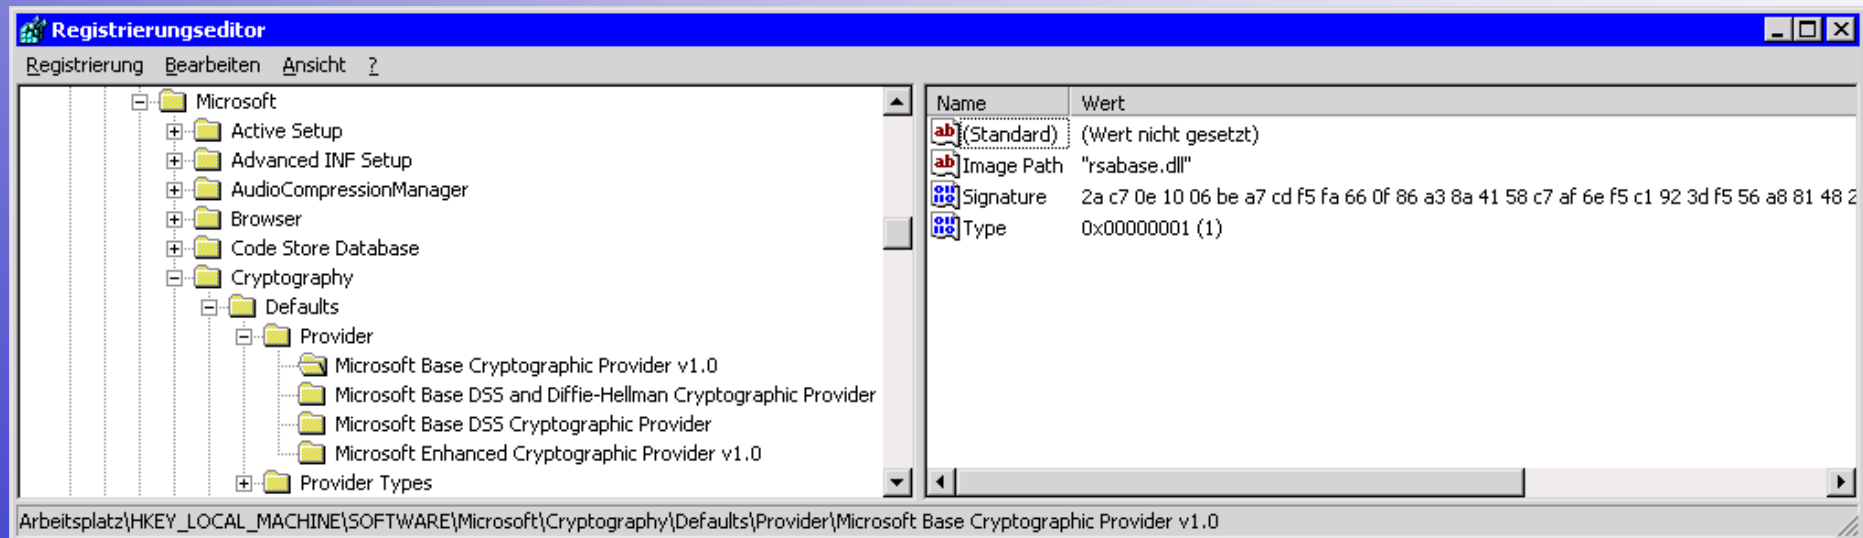 Registrierungseditor
Registrierung Bearbeiten Ansicht ?
Microsoft
Active Setup
Advanced INF Setup
AudioCompressionManager
Browser
Code Store Database
Cryptography
Defaults
Provider
Microsoft Base Cryptographic Provider v1.0
Microsoft Base DSS and Diffie-Hellman Cryptographic Provider
Microsoft Base DSS Cryptographic Provider
Microsoft Enhanced Cryptographic Provider v1.0
Provider Types
Name Wert
(Standard) (Wert nicht gesetzt)
Image Path "rsabase.dll"
Signature 2a c7 0e 10 06 be a7 cd f5 fa 66 0f 86 a3 8a 41 58 c7 af 6e f5 c1 92 3d f5 56 a8 81 48 2
Type 0x00000001 (1)
Arbeitsplatz\HKEY_LOCAL_MACHINE\SOFTWARE\Microsoft\Cryptography\Defaults\Provider\Microsoft Base Cryptographic Provider v1.0